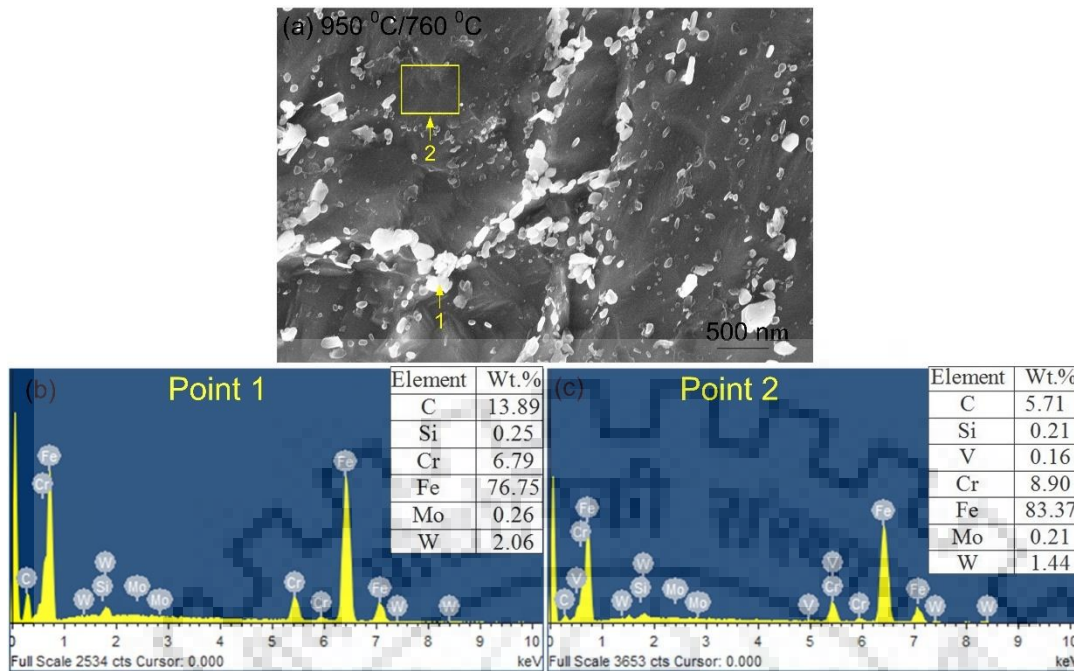 (a) 950 ⁰C/760 ⁰C
2
1
500 nm
(b) Point 1
Element Wt.%
C 13.89
Si 0.25
Cr 6.79
Fe 76.75
Mo 0.26
W 2.06
Fe
Cr
Fe
C
W
W
Si
Mo
Mo
Cr
Cr
Fe
W
W
0 1 2 3 4 5 6 7 8 9 10
Full Scale 2534 cts Cursor: 0.000 keV
(c) Point 2
Element Wt.%
C 5.71
Si 0.21
V 0.16
Cr 8.90
Fe 83.37
Mo 0.21
W 1.44
Fe
Cr
Fe
V
C
W
W
Si
Mo
Mo
V
V
Cr
Cr
Fe
W
W
0 1 2 3 4 5 6 7 8 9 10
Full Scale 3653 cts Cursor: 0.000 keV